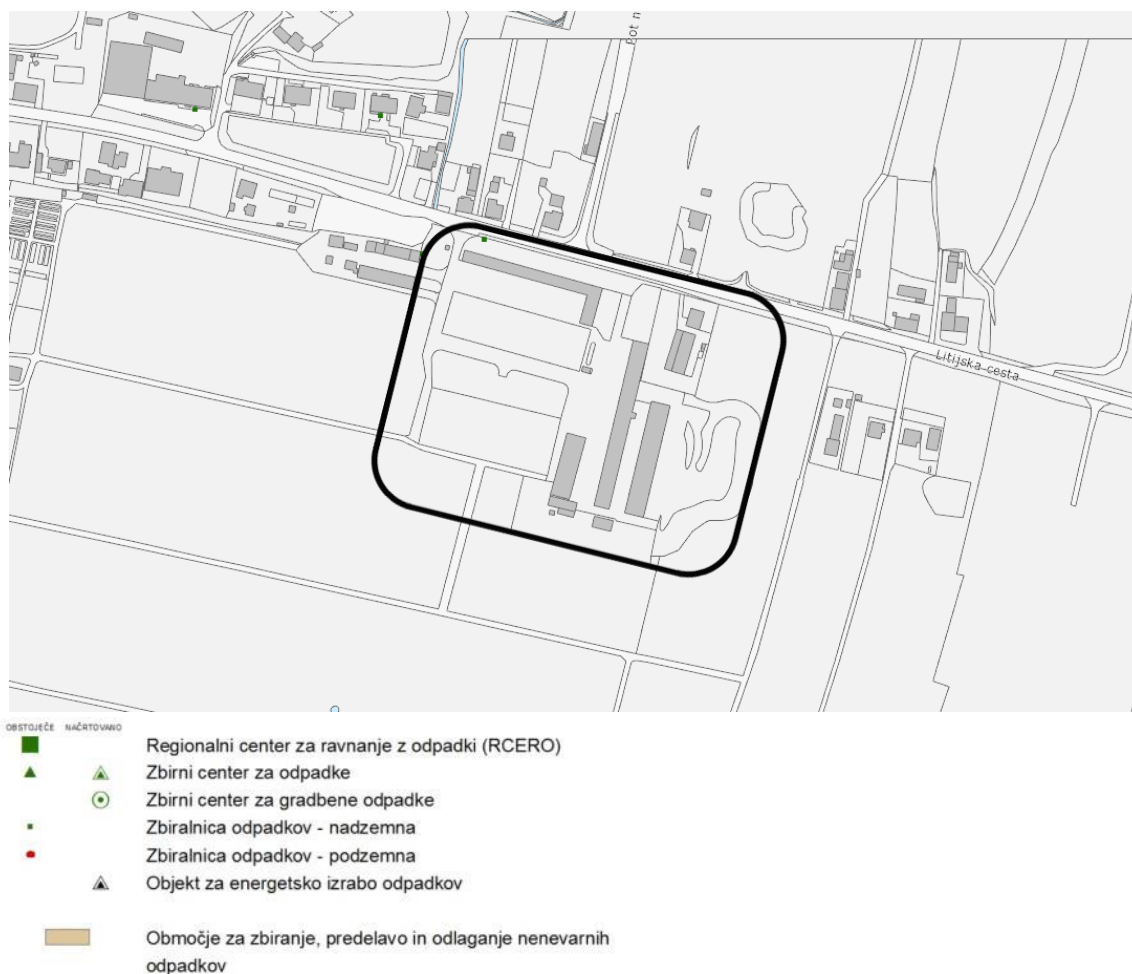 Pot n
Litijska cesta
OBSTOJEČE NAČRTOVANO
Regionalni center za ravnanje z odpadki (RCERO)
Zbirni center za odpadke
Zbirni center za gradbene odpadke
Zbiralnica odpadkov - nadzemna
Zbiralnica odpadkov - podzemna
Objekt za energetsko izrabo odpadkov
Območje za zbiranje, predelavo in odlaganje nenevarnih
odpadkov